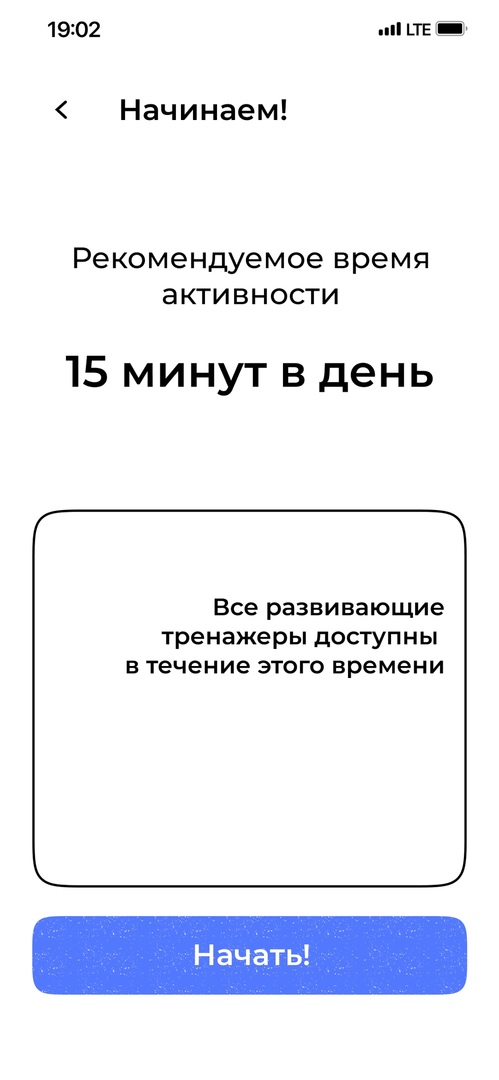 19:02
LTE
Начинаем!
Рекомендуемое время
активности
15 минут в день
Все развивающие
тренажеры доступны
в течение этого времени
Начать!